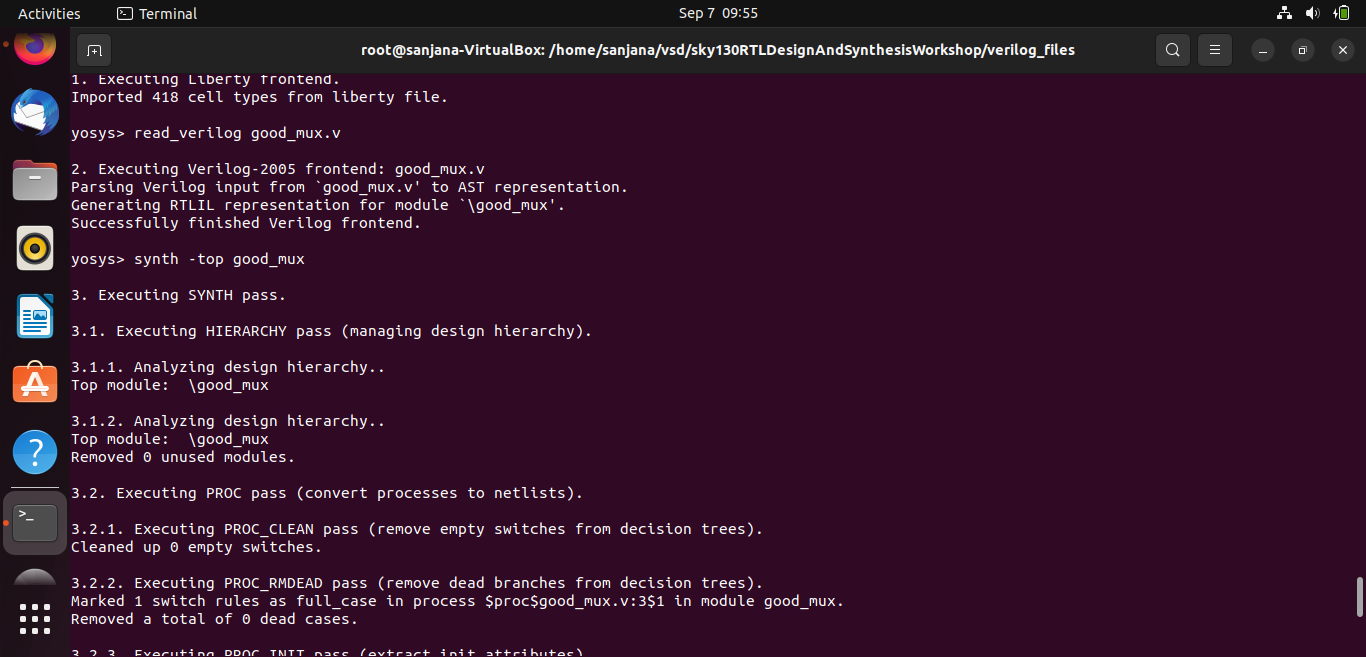 Activities
Terminal
Sep 7 09:55
root@sanjana-VirtualBox: /home/sanjana/vsd/sky130RTLDesignAndSynthesisWorkshop/verilog_files
1. Executing Liberty frontend.
Imported 418 cell types from liberty file.
yosys> read_verilog good_mux.v
2. Executing Verilog-2005 frontend: good_mux.v
Parsing Verilog input from `good_mux.v' to AST representation.
Generating RTLIL representation for module `\good_mux'.
Successfully finished Verilog frontend.
yosys> synth -top good_mux
3. Executing SYNTH pass.
3.1. Executing HIERARCHY pass (managing design hierarchy).
3.1.1. Analyzing design hierarchy..
Top module:  \good_mux
3.1.2. Analyzing design hierarchy..
Top module:  \good_mux
Removed 0 unused modules.
3.2. Executing PROC pass (convert processes to netlists).
3.2.1. Executing PROC_CLEAN pass (remove empty switches from decision trees).
Cleaned up 0 empty switches.
3.2.2. Executing PROC_RMDEAD pass (remove dead branches from decision trees).
Marked 1 switch rules as full_case in process $proc$good_mux.v:3$1 in module good_mux.
Removed a total of 0 dead cases.
3.2.3. Executing PROC_INIT pass (extract init attributes).